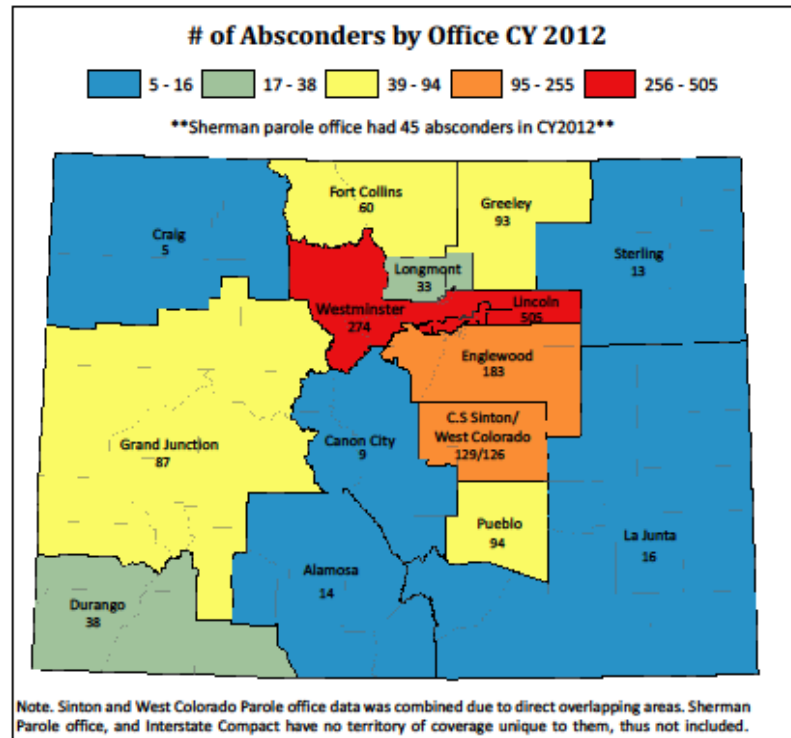 # of Absconders by Office CY 2012
5 - 16
17 - 38
39 - 94
95 - 255
256 - 505
**Sherman parole office had 45 absconders in CY2012**
Fort Collins
60
Greeley
93
Craig
5
Sterling
13
Longmont
33
Lincoln
505
Westminster
274
Englewood
183
C.S Sinton/
West Colorado
129/126
Canon City
9
Grand Junction
87
Pueblo
94
La Junta
16
Alamosa
14
Durango
38
Note. Sinton and West Colorado Parole office data was combined due to direct overlapping areas. Sherman
Parole office, and Interstate Compact have no territory of coverage unique to them, thus not included.